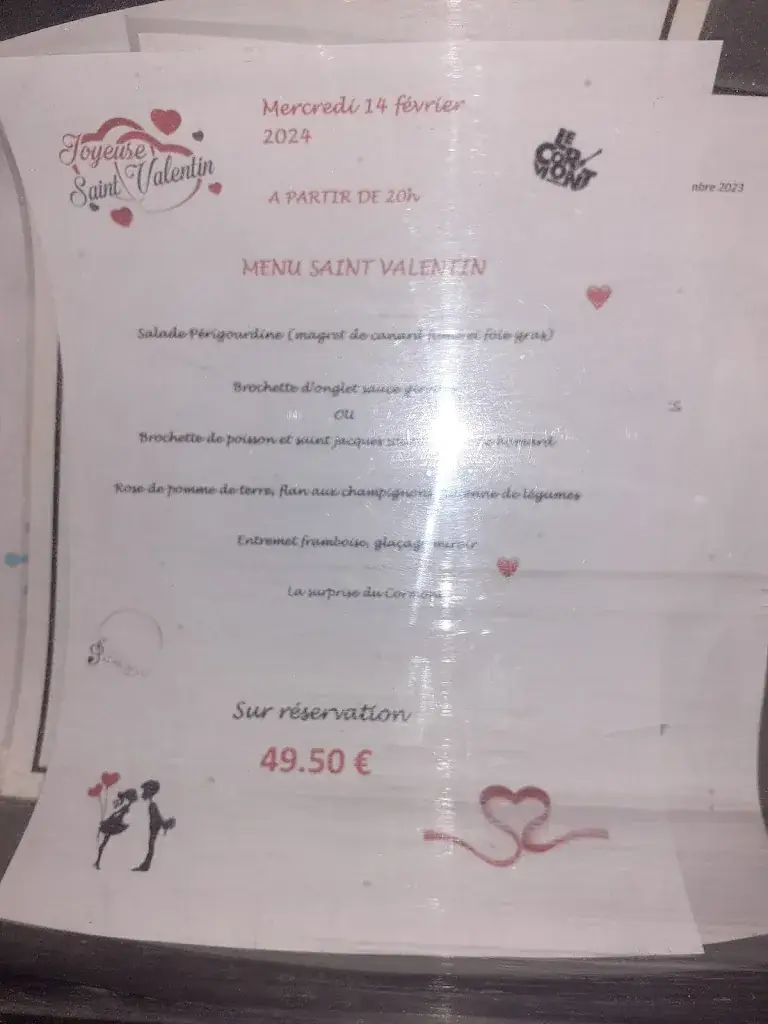 Joyeuse
Saint Valentin
Mercredi 14 février
2024
LE
COR
MONT
A PARTIR DE 20h
nbre 2023
MENU SAINT VALENTIN
Salade Périgourdine (magret de canard fumé et foie gras)
Brochette d'onglet sauce
OU
Brochette de poisson et saint jacques homard
Rose de pomme de terre, flan aux champignons, de légumes
Entremet framboise, glaçage miroir
La surprise du Cormont
Sur réservation
49.50 €